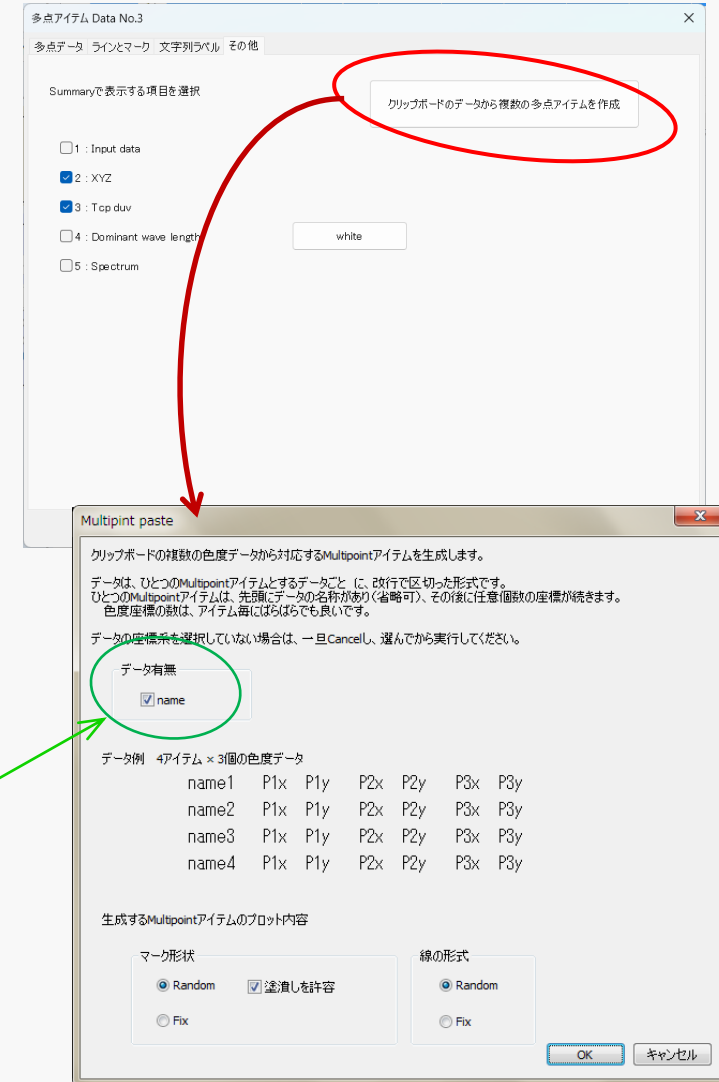 多点アイテム Data No.3
多点データ ラインとマーク 文字列ラベル その他
Summaryで表示する項目を選択
クリップボードのデータから複数の多点アイテムを作成
1 : Input data
2 : XYZ
3 : Tcp duv
4 : Dominant wave length
white
5 : Spectrum
Multipint paste
クリップボードの複数の色度データから対応するMultipointアイテムを生成します。
データは、ひとつのMultipointアイテムとするデータごと に、改行で区切った形式です。
ひとつのMultipointアイテムは、先頭にデータの名称があり(省略可)、その後に任意個数の座標が続きます。
色度座標の数は、アイテム毎にばらばらでも良いです。
データの座標系を選択していない場合は、一旦Cancelし、選んでから実行してください。
データ有無
name
データ例 4アイテム × 3個の色度データ
name1 P1x P1y P2x P2y P3x P3y
name2 P1x P1y P2x P2y P3x P3y
name3 P1x P1y P2x P2y P3x P3y
name4 P1x P1y P2x P2y P3x P3y
生成するMultipointアイテムのプロット内容
マーク形状 線の形式
Random 塗潰しを許容 Random
Fix Fix
OK キャンセル